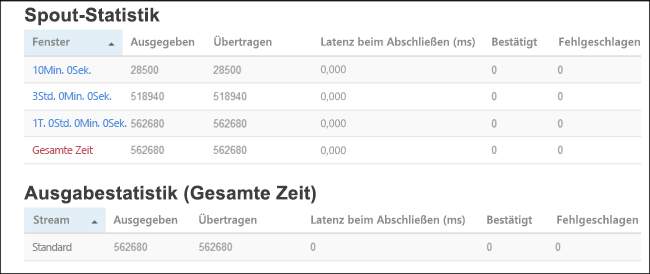 Spout-Statistik
Fenster Ausgegeben Übertragen Latenz beim Abschließen (ms) Bestätigt Fehlgeschlagen
10Min. 0Sek. 28500 28500 0,000 0 0
3Std. 0Min. 0Sek. 518940 518940 0,000 0 0
1T. 0Std. 0Min. 0Sek. 562680 562680 0,000 0 0
Gesamte Zeit 562680 562680 0,000 0 0
Ausgabestatistik (Gesamte Zeit)
Stream Ausgegeben Übertragen Latenz beim Abschließen (ms) Bestätigt Fehlgeschlagen
Standard 562680 562680 0 0 0